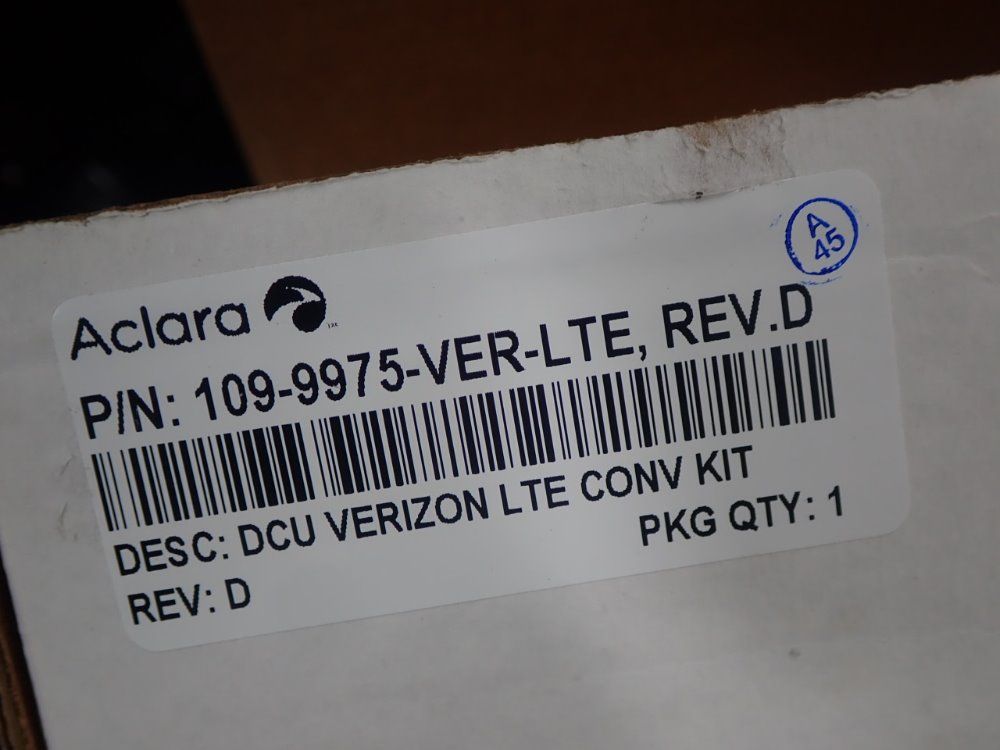 Aclara
P/N: 109-9975-VER-LTE, REV.D
DESC: DCU VERIZON LTE CONV KIT
PKG QTY: 1
REV: D
A
45